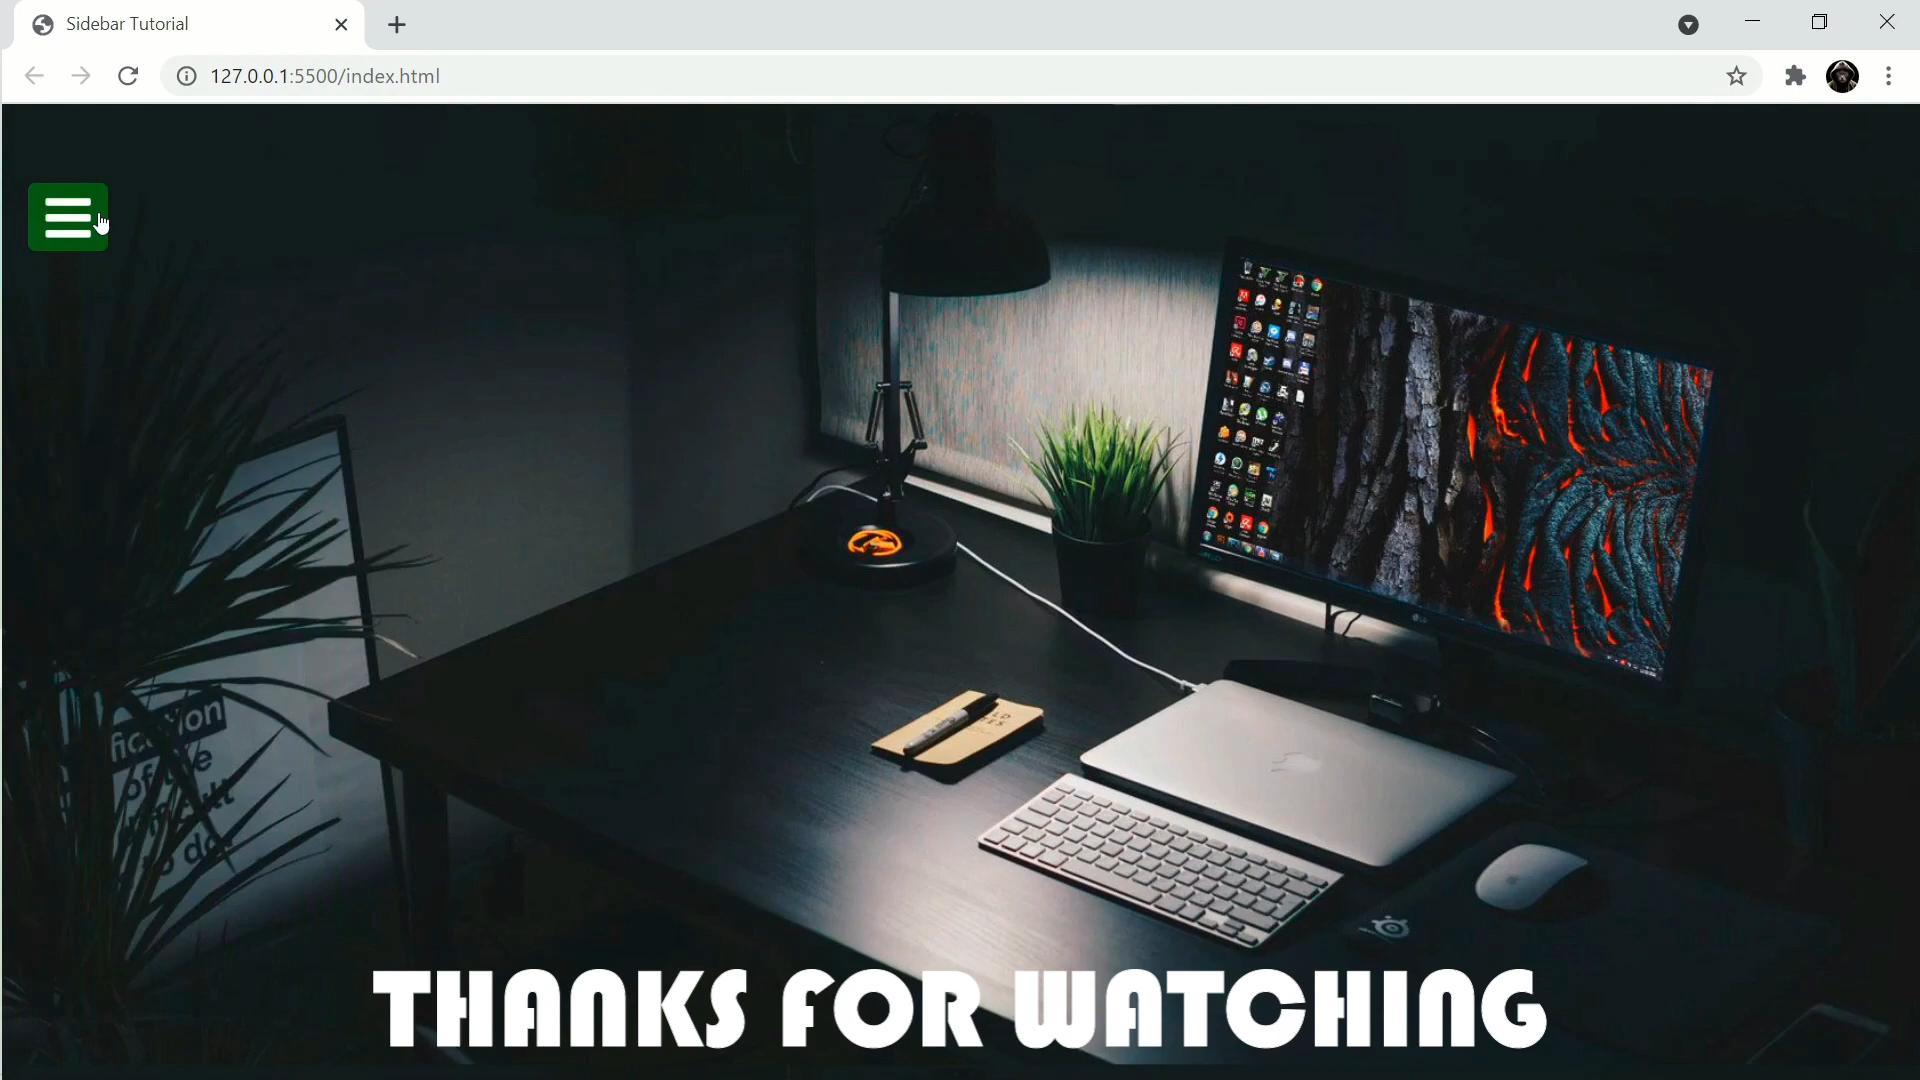 Sidebar Tutorial
127.0.0.1:5500/index.html
THANKS FOR WATCHING